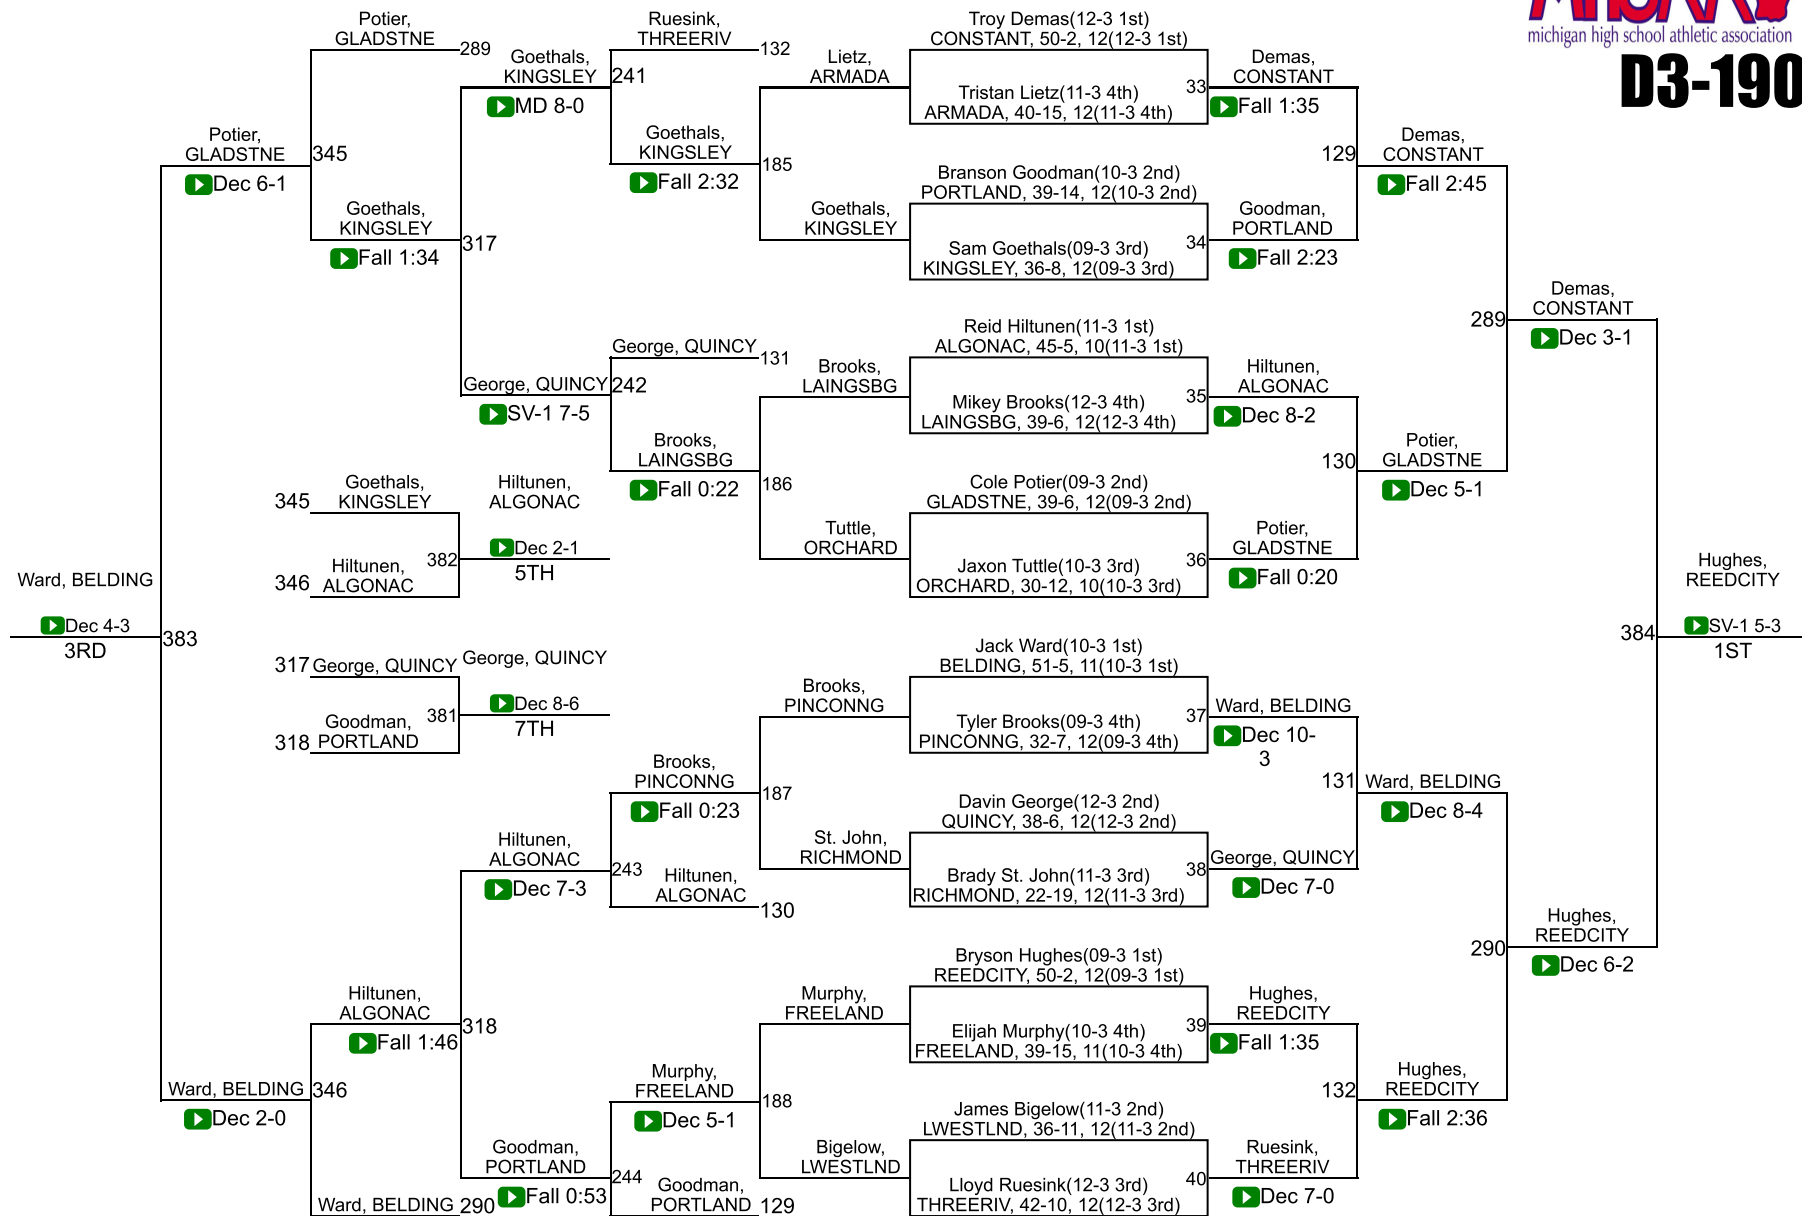 MHSAA
michigan high school athletic association
D3-190
Potier,
GLADSTNE
289
Goethals,
KINGSLEY
MD 8-0
241
Ruesink,
THREERIV
132
Goethals,
KINGSLEY
Fall 2:32
185
Potier,
GLADSTNE
Dec 6-1
345
Goethals,
KINGSLEY
Fall 1:34
317
George, QUINCY
131
George, QUINCY
SV-1 7-5
242
Brooks,
LAINGSBG
Fall 0:22
186
345
Goethals,
KINGSLEY
Hiltunen,
ALGONAC
382
Dec 2-1
5TH
346
Hiltunen,
ALGONAC
Ward, BELDING
Dec 4-3
3RD
383
317
George, QUINCY
George, QUINCY
381
Dec 8-6
7TH
318
Goodman,
PORTLAND
Brooks,
PINCONNG
Fall 0:23
187
Hiltunen,
ALGONAC
Dec 7-3
243
Hiltunen,
ALGONAC
130
Hiltunen,
ALGONAC
Fall 1:46
318
Murphy,
FREELAND
Dec 5-1
188
Ward, BELDING
Dec 2-0
346
Goodman,
PORTLAND
Fall 0:53
244
Goodman,
PORTLAND
129
Ward, BELDING
290
Lietz,
ARMADA
Goethals,
KINGSLEY
Brooks,
LAINGSBG
Tuttle,
ORCHARD
Brooks,
PINCONNG
St. John,
RICHMOND
Murphy,
FREELAND
Bigelow,
LWESTLND
Troy Demas(12-3 1st)
CONSTANT, 50-2, 12(12-3 1st)
Tristan Lietz(11-3 4th)
ARMADA, 40-15, 12(11-3 4th)
33
Branson Goodman(10-3 2nd)
PORTLAND, 39-14, 12(10-3 2nd)
Sam Goethals(09-3 3rd)
KINGSLEY, 36-8, 12(09-3 3rd)
34
Reid Hiltunen(11-3 1st)
ALGONAC, 45-5, 10(11-3 1st)
Mikey Brooks(12-3 4th)
LAINGSBG, 39-6, 12(12-3 4th)
35
Cole Potier(09-3 2nd)
GLADSTNE, 39-6, 12(09-3 2nd)
Jaxon Tuttle(10-3 3rd)
ORCHARD, 30-12, 10(10-3 3rd)
36
Jack Ward(10-3 1st)
BELDING, 51-5, 11(10-3 1st)
Tyler Brooks(09-3 4th)
PINCONNG, 32-7, 12(09-3 4th)
37
Davin George(12-3 2nd)
QUINCY, 38-6, 12(12-3 2nd)
Brady St. John(11-3 3rd)
RICHMOND, 22-19, 12(11-3 3rd)
38
Bryson Hughes(09-3 1st)
REEDCITY, 50-2, 12(09-3 1st)
Elijah Murphy(10-3 4th)
FREELAND, 39-15, 11(10-3 4th)
39
James Bigelow(11-3 2nd)
LWESTLND, 36-11, 12(11-3 2nd)
Lloyd Ruesink(12-3 3rd)
THREERIV, 42-10, 12(12-3 3rd)
40
Demas,
CONSTANT
Fall 1:35
129
Goodman,
PORTLAND
Fall 2:23
Hiltunen,
ALGONAC
Dec 8-2
130
Potier,
GLADSTNE
Fall 0:20
Ward, BELDING
Dec 10-
3
131
George, QUINCY
Dec 7-0
Hughes,
REEDCITY
Fall 1:35
132
Ruesink,
THREERIV
Dec 7-0
Demas,
CONSTANT
Fall 2:45
289
Potier,
GLADSTNE
Dec 5-1
Ward, BELDING
Dec 8-4
290
Hughes,
REEDCITY
Fall 2:36
Demas,
CONSTANT
Dec 3-1
384
Hughes,
REEDCITY
Dec 6-2
Hughes,
REEDCITY
SV-1 5-3
1ST